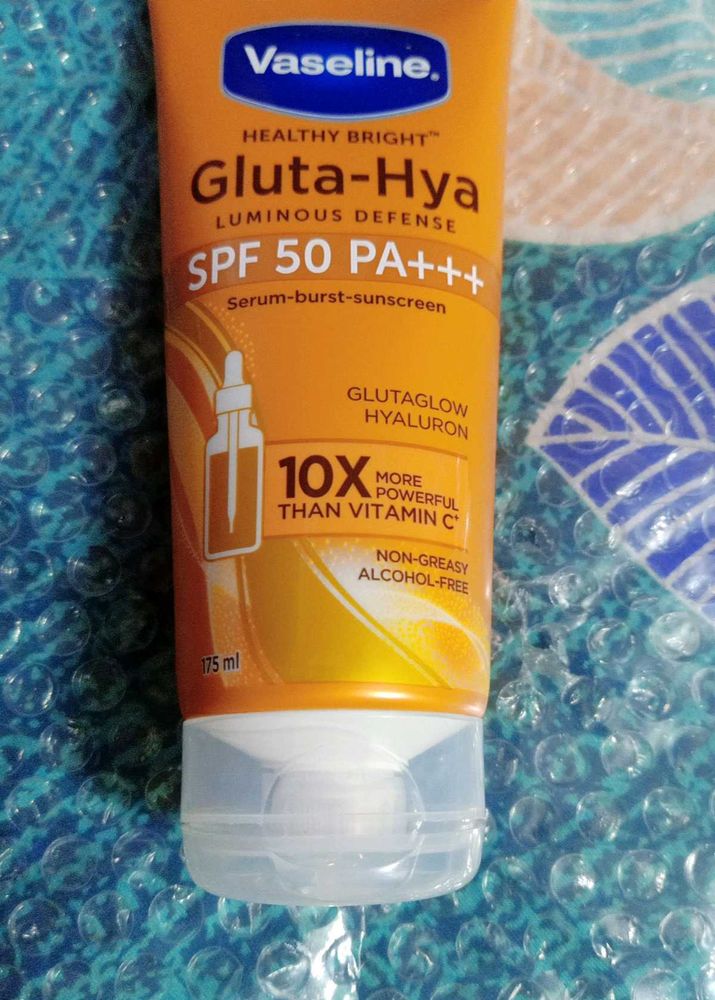 Vaseline.
HEALTHY BRIGHT™
Gluta-Hya
LUMINOUS DEFENSE
SPF 50 PA+++
Serum-burst-sunscreen
GLUTAGLOW
HYALURON
10X MORE
POWERFUL
THAN VITAMIN C⁺
NON-GREASY
ALCOHOL-FREE
175 ml